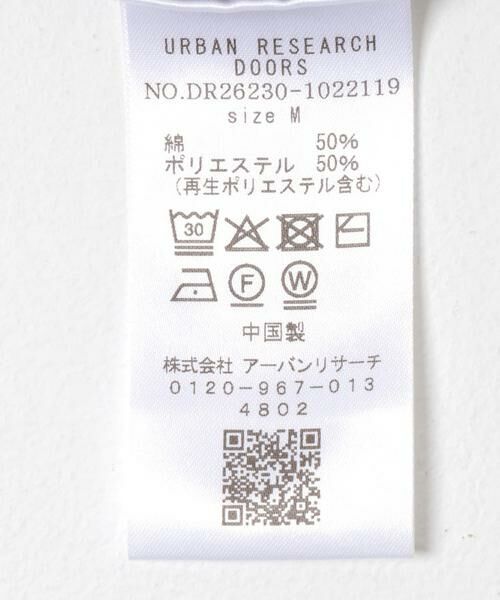 URBAN RESEARCH
DOORS
NO.DR26230-1022119
size M
綿 50%
ポリエステル 50%
(再生ポリエステル含む)
30
F W
中国製
株式会社 アーバンリサーチ
0120-967-013
4802